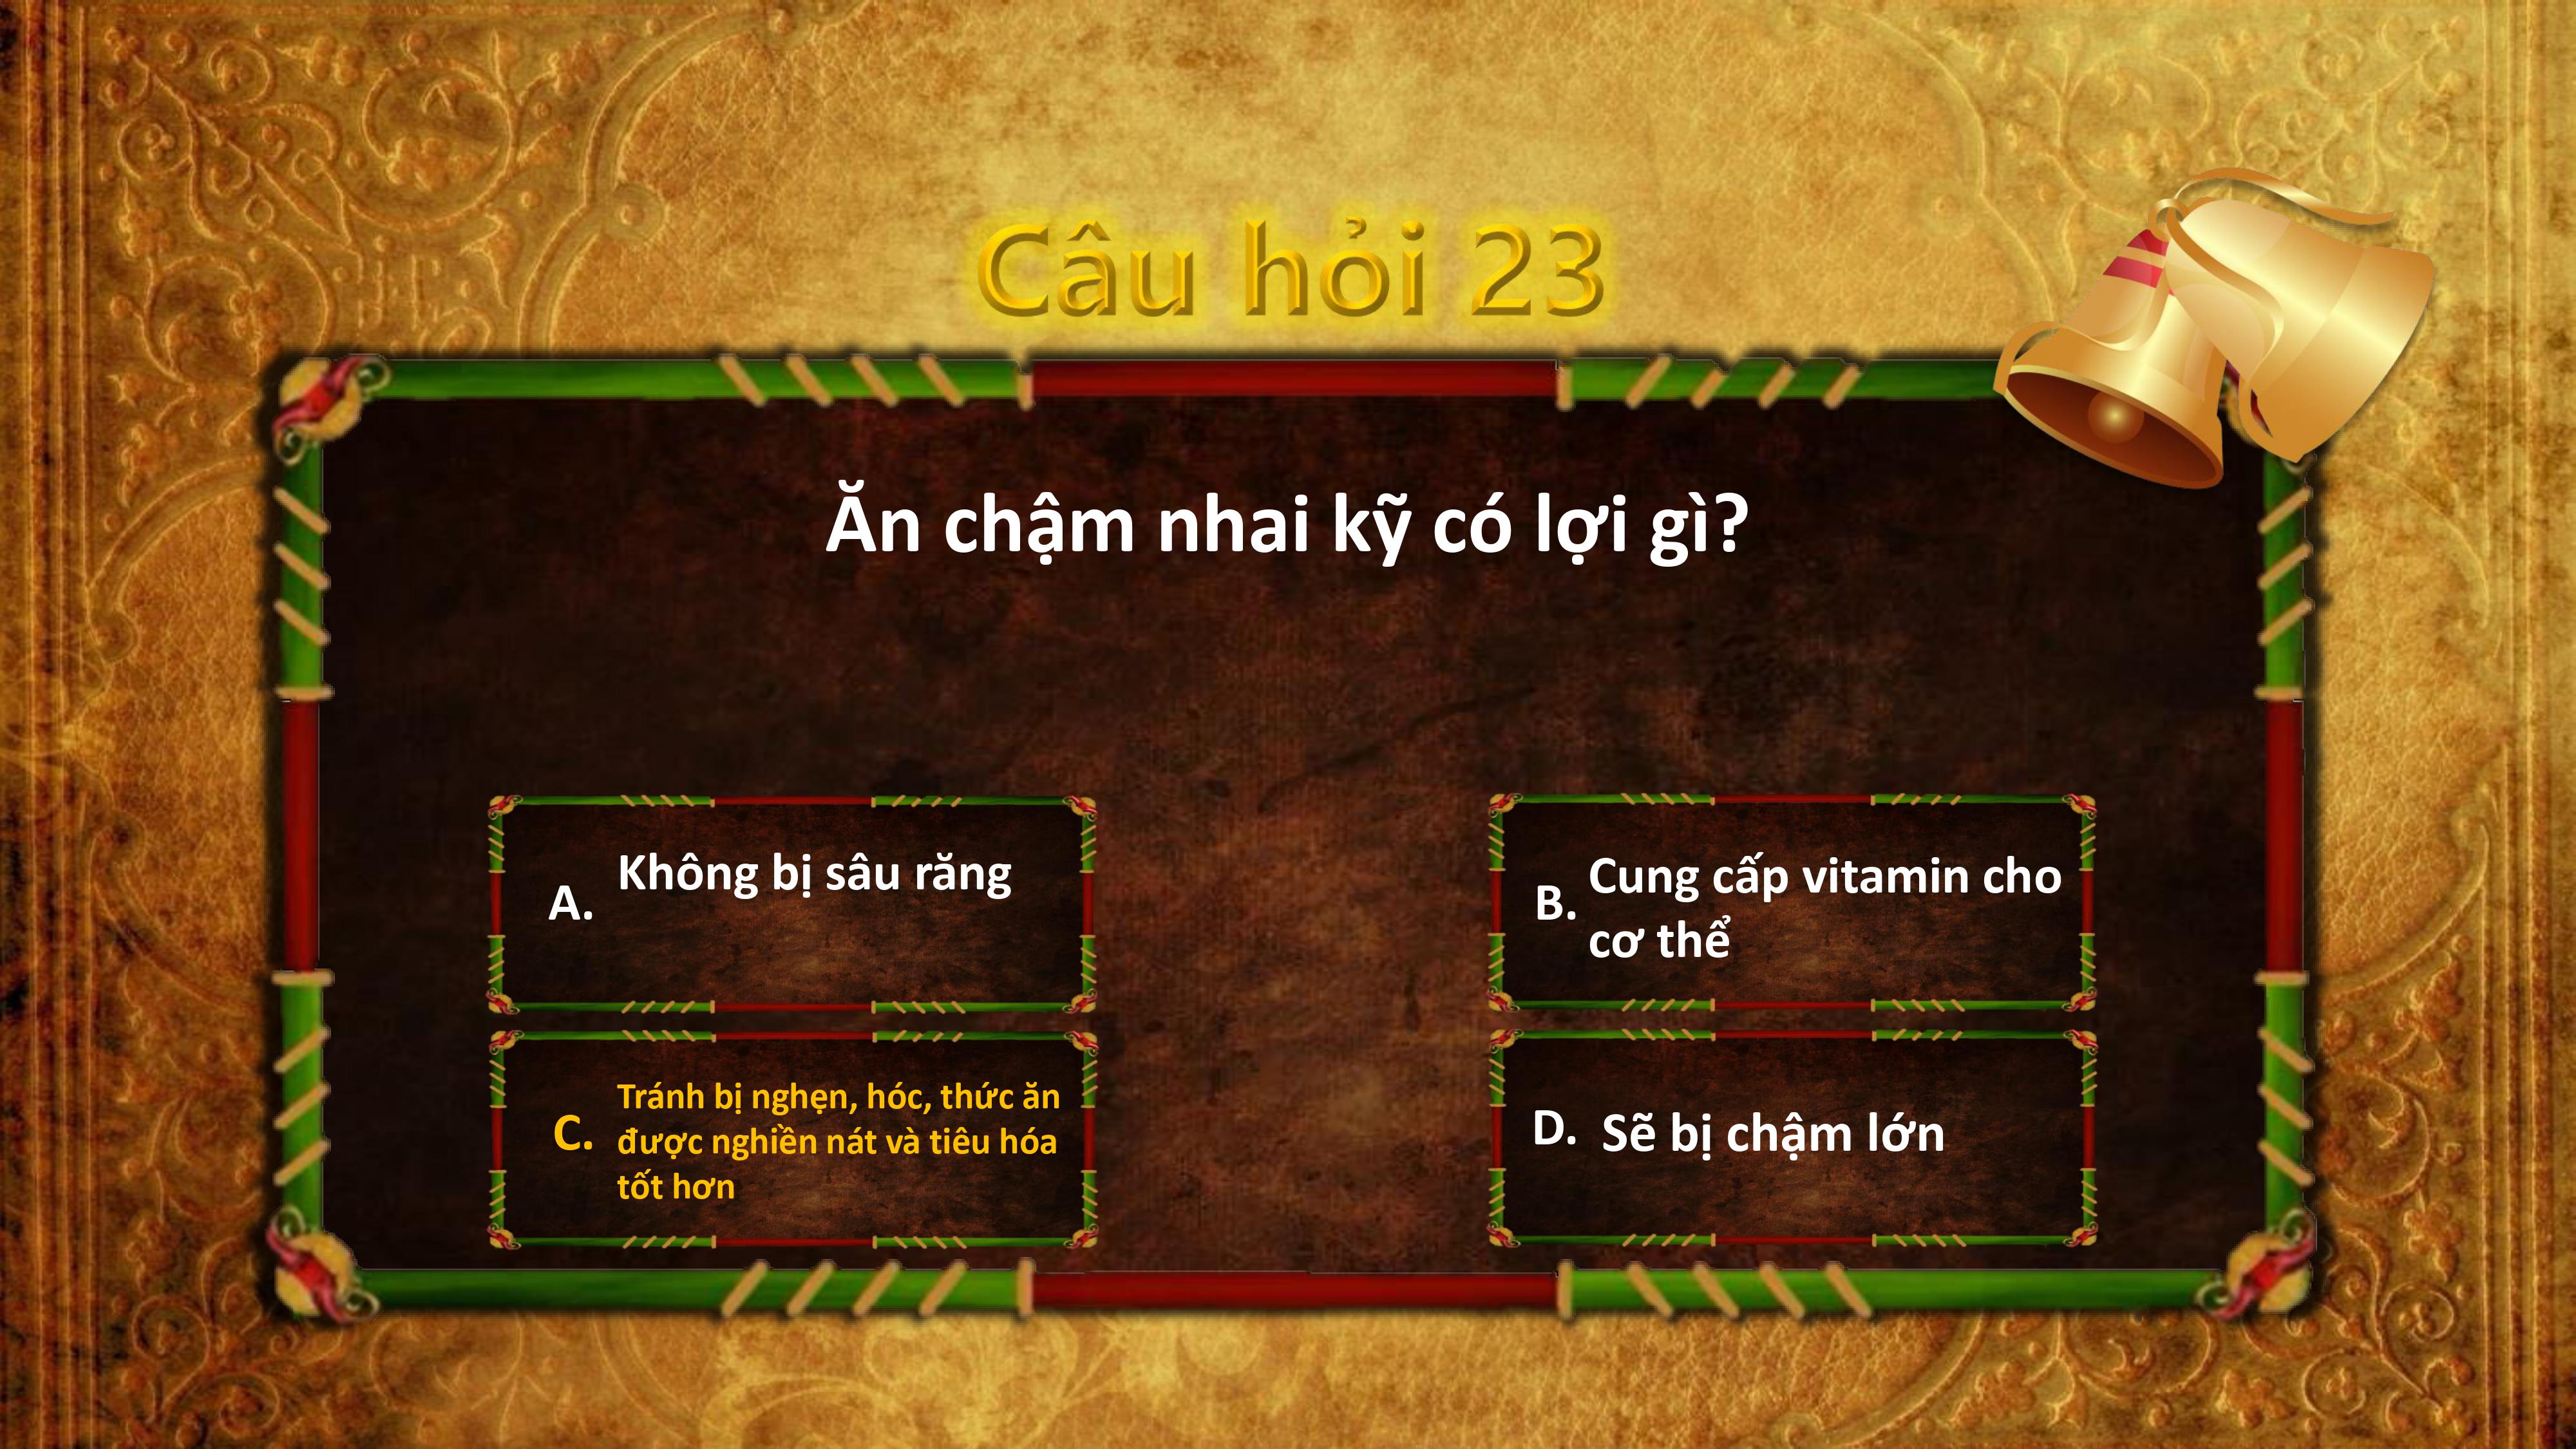 Câu hỏi 23
Ăn chậm nhai kỹ có lợi gì?
A. Không bị sâu răng
B. Cung cấp vitamin cho
cơ thể
C. Tránh bị nghẹn, hóc, thức ăn
được nghiền nát và tiêu hóa
tốt hơn
D. Sẽ bị chậm lớn